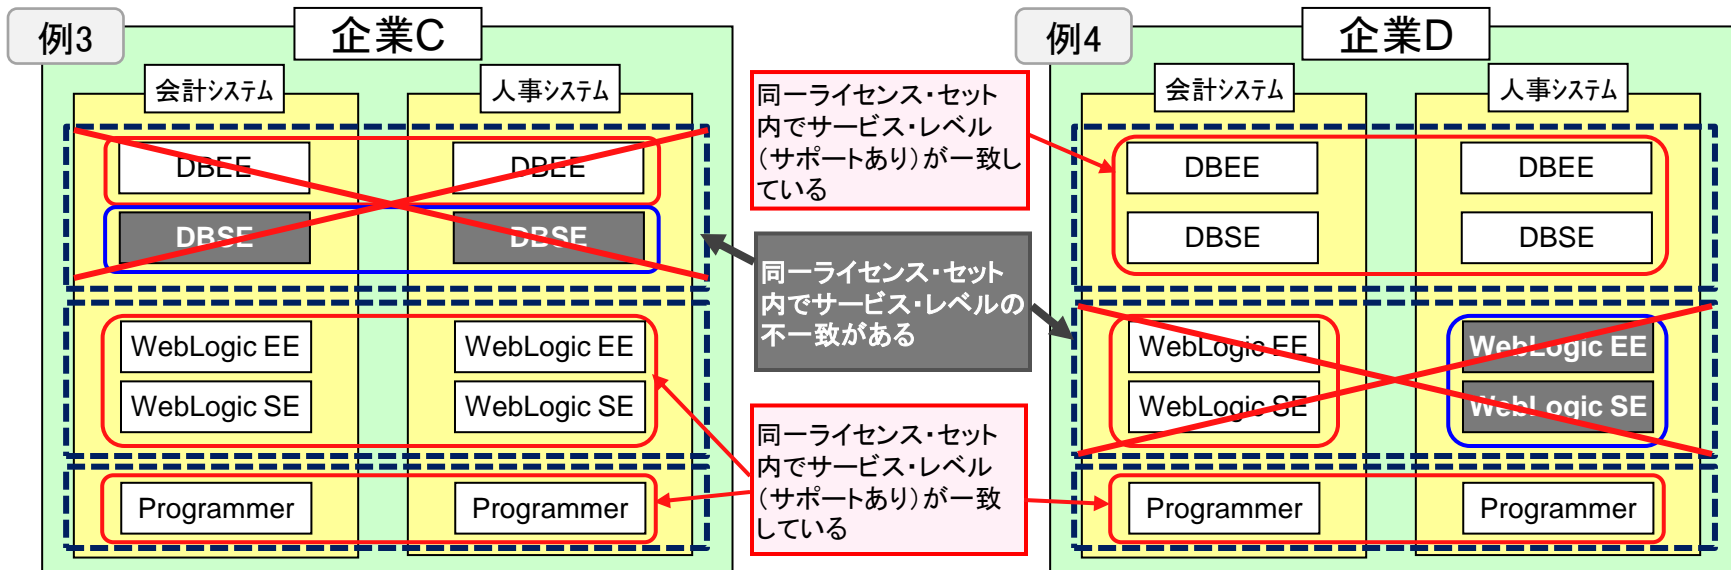 例3
企業C
会計システム
人事システム
DBEE
DBEE
DBSE
DBSE
WebLogic EE
WebLogic EE
WebLogic SE
WebLogic SE
Programmer
Programmer
同一ライセンス・セット
内でサービス・レベル
（サポートあり）が一致し
ている
同一ライセンス・セット
内でサービス・レベルの
不一致がある
同一ライセンス・セット
内でサービス・レベル
（サポートあり）が一致
している
例4
企業D
会計システム
人事システム
DBEE
DBEE
DBSE
DBSE
WebLogic EE
WebLogic EE
WebLogic SE
WebLogic SE
Programmer
Programmer